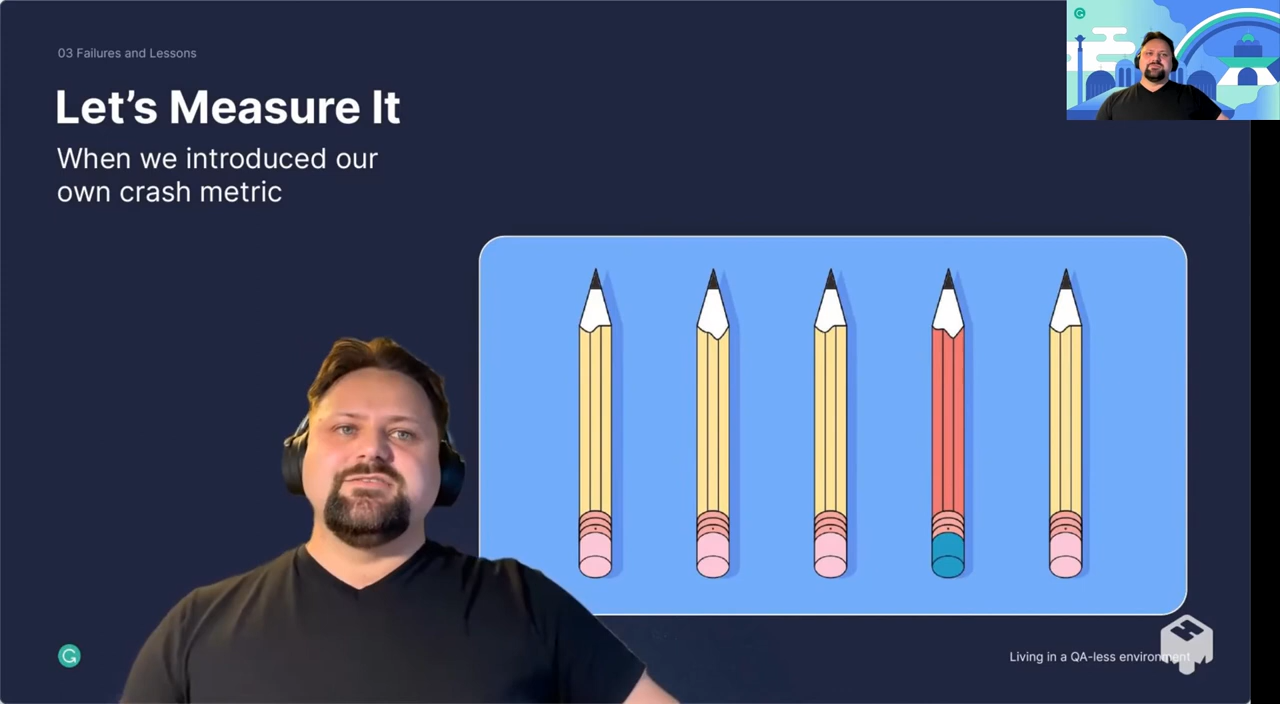 03 Failures and Lessons
Let's Measure It
When we introduced our
own crash metric
Living in a QA-less environment